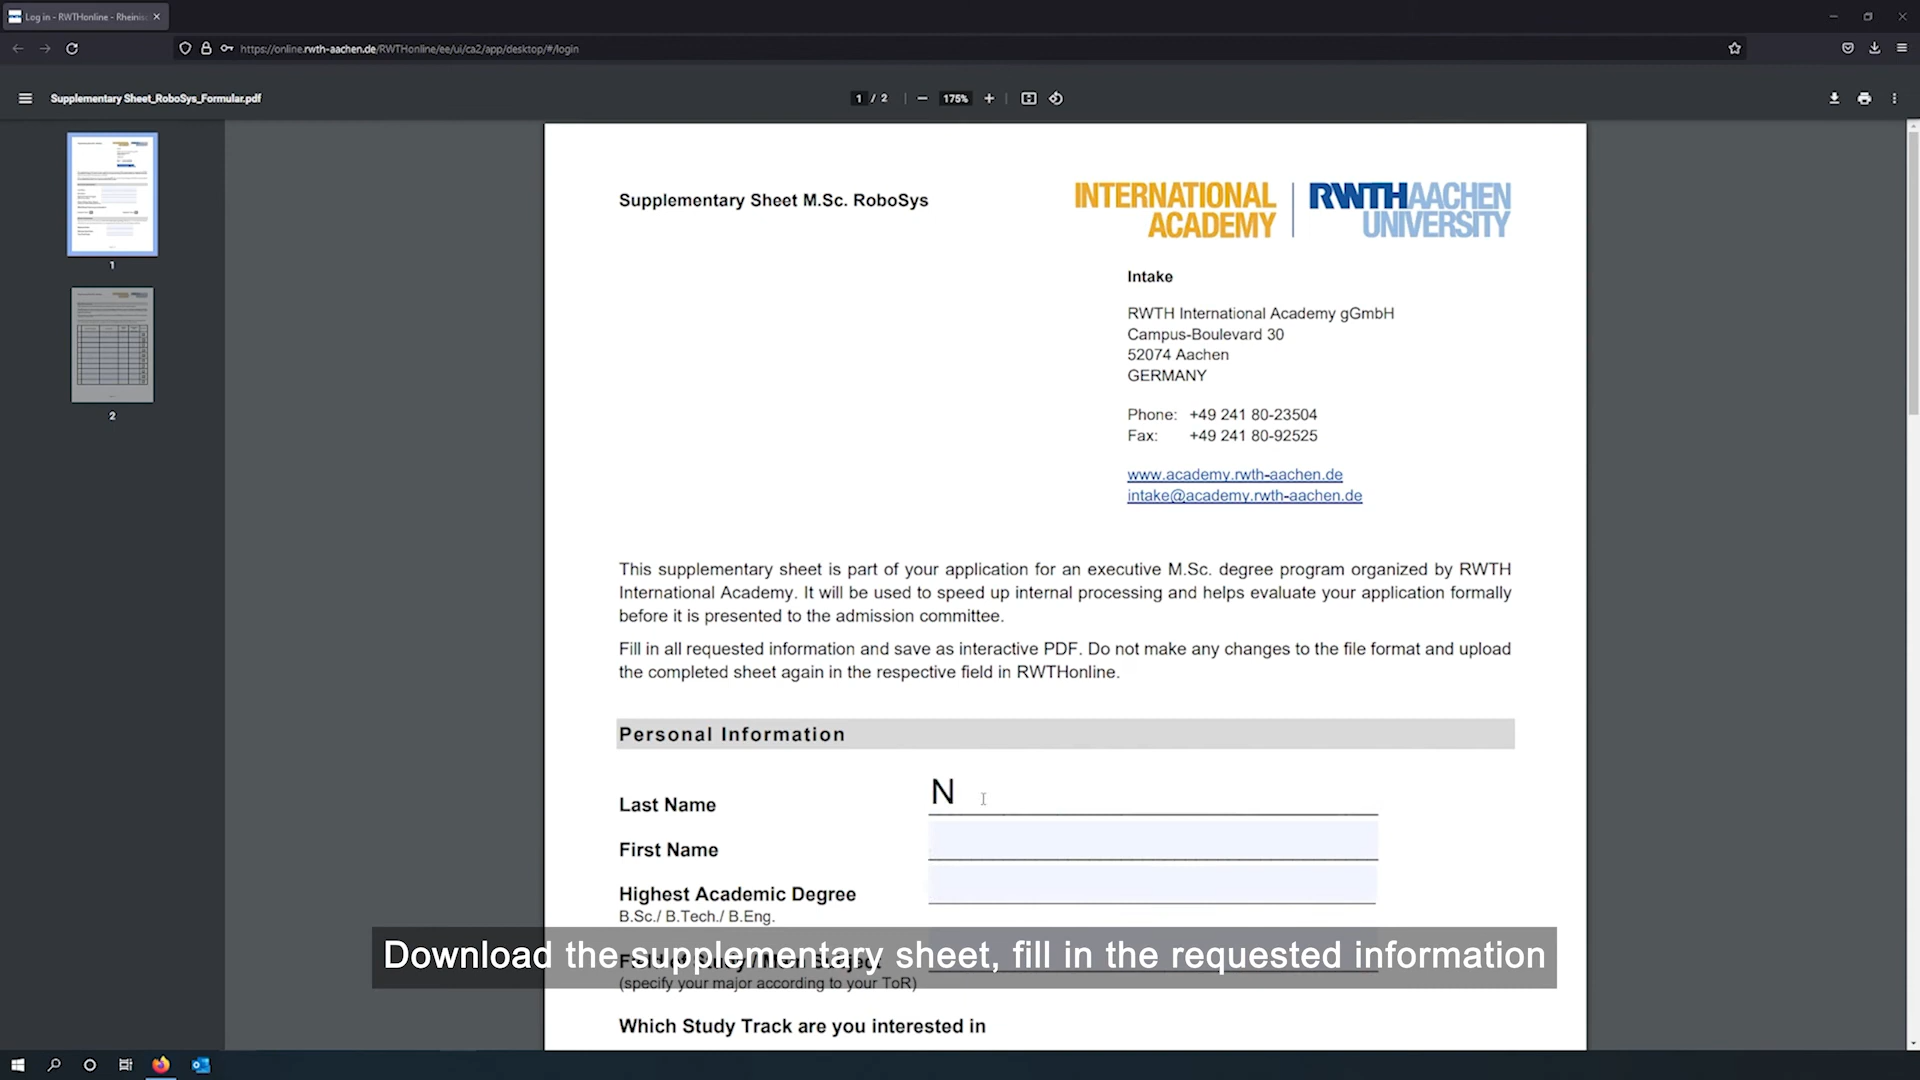 Log in - RWTHonline - Rheinisc
https://online.rwth-aachen.de/RWTHonline/ee/ui/ca2/app/desktop/#/login
Supplementary Sheet_RoboSys_Formular.pdf
1 / 2
175%
1
2
Supplementary Sheet M.Sc. RoboSys
INTERNATIONAL
ACADEMY
RWTHAACHEN
UNIVERSITY
Intake
RWTH International Academy gGmbH
Campus-Boulevard 30
52074 Aachen
GERMANY
Phone: +49 241 80-23504
Fax: +49 241 80-92525
www.academy.rwth-aachen.de
intake@academy.rwth-aachen.de
This supplementary sheet is part of your application for an executive M.Sc. degree program organized by RWTH
International Academy. It will be used to speed up internal processing and helps evaluate your application formally
before it is presented to the admission committee.
Fill in all requested information and save as interactive PDF. Do not make any changes to the file format and upload
the completed sheet again in the respective field in RWTHonline.
Personal Information
Last Name
N
First Name
Highest Academic Degree
B.Sc./ B.Tech./ B.Eng.
Download the supplementary sheet, fill in the requested information
Field of Study / Main Subject
(specify your major according to your ToR)
Which Study Track are you interested in